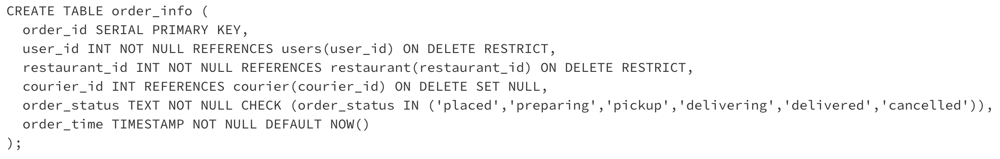 CREATE TABLE order_info (
  order_id SERIAL PRIMARY KEY,
  user_id INT NOT NULL REFERENCES users(user_id) ON DELETE RESTRICT,
  restaurant_id INT NOT NULL REFERENCES restaurant(restaurant_id) ON DELETE RESTRICT,
  courier_id INT REFERENCES courier(courier_id) ON DELETE SET NULL,
  order_status TEXT NOT NULL CHECK (order_status IN ('placed','preparing','pickup','delivering','delivered','cancelled')),
  order_time TIMESTAMP NOT NULL DEFAULT NOW()
);